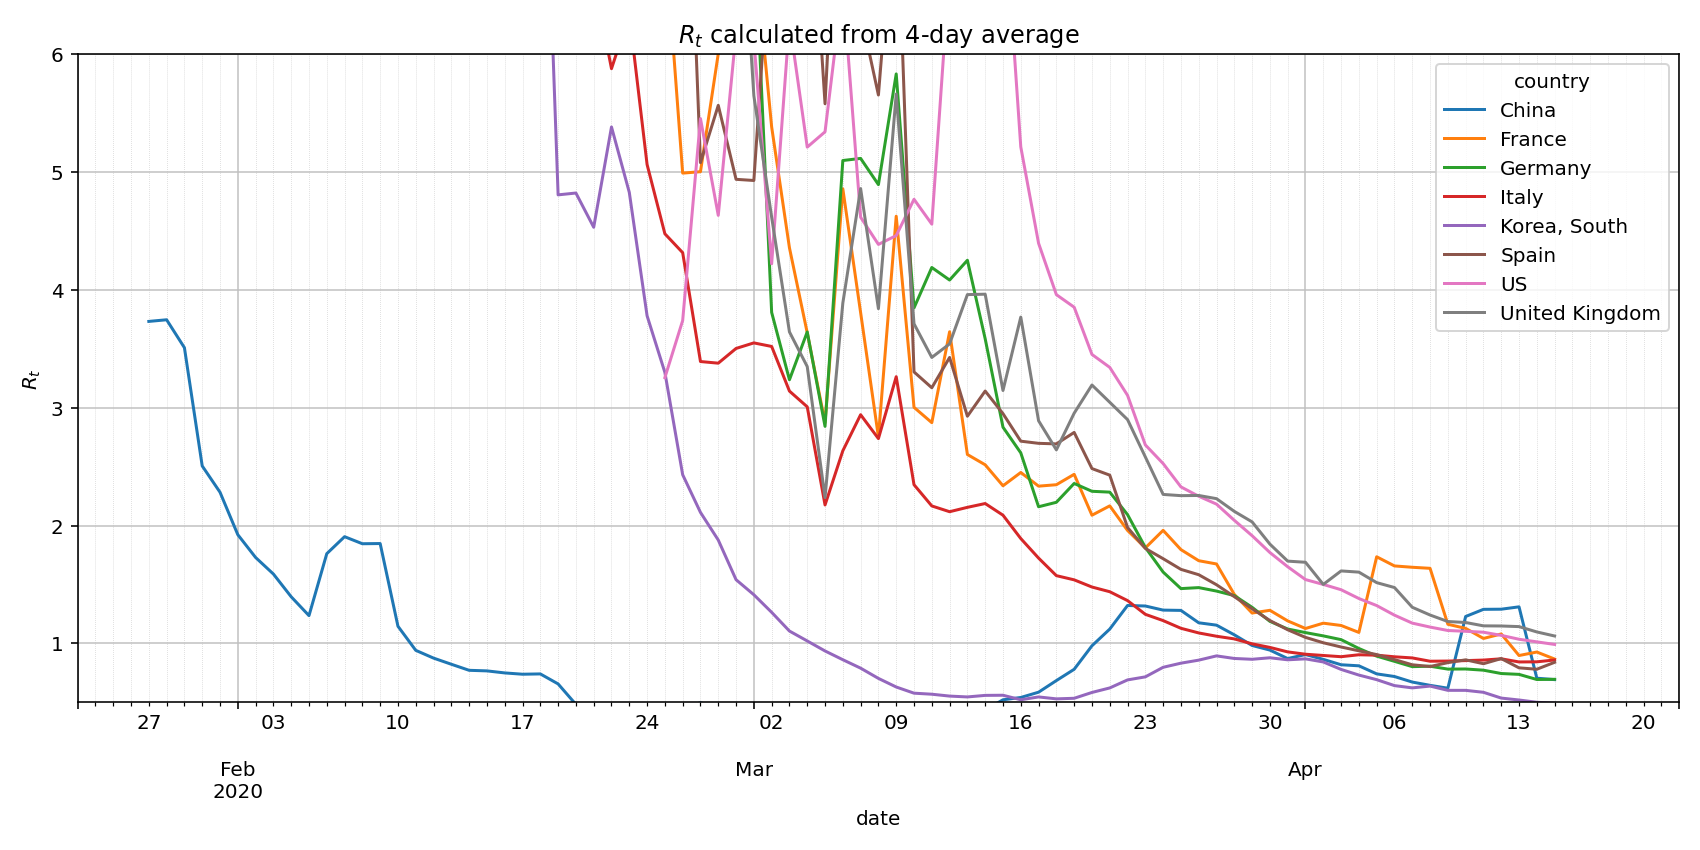 R_t calculated from 4-day average
country
China
France
Germany
Italy
Korea, South
Spain
US
United Kingdom
6
5
4
3
2
1
R_t
27 03 10 17 24 02 09 16 23 30 06 13 20
Feb Mar Apr
2020
date